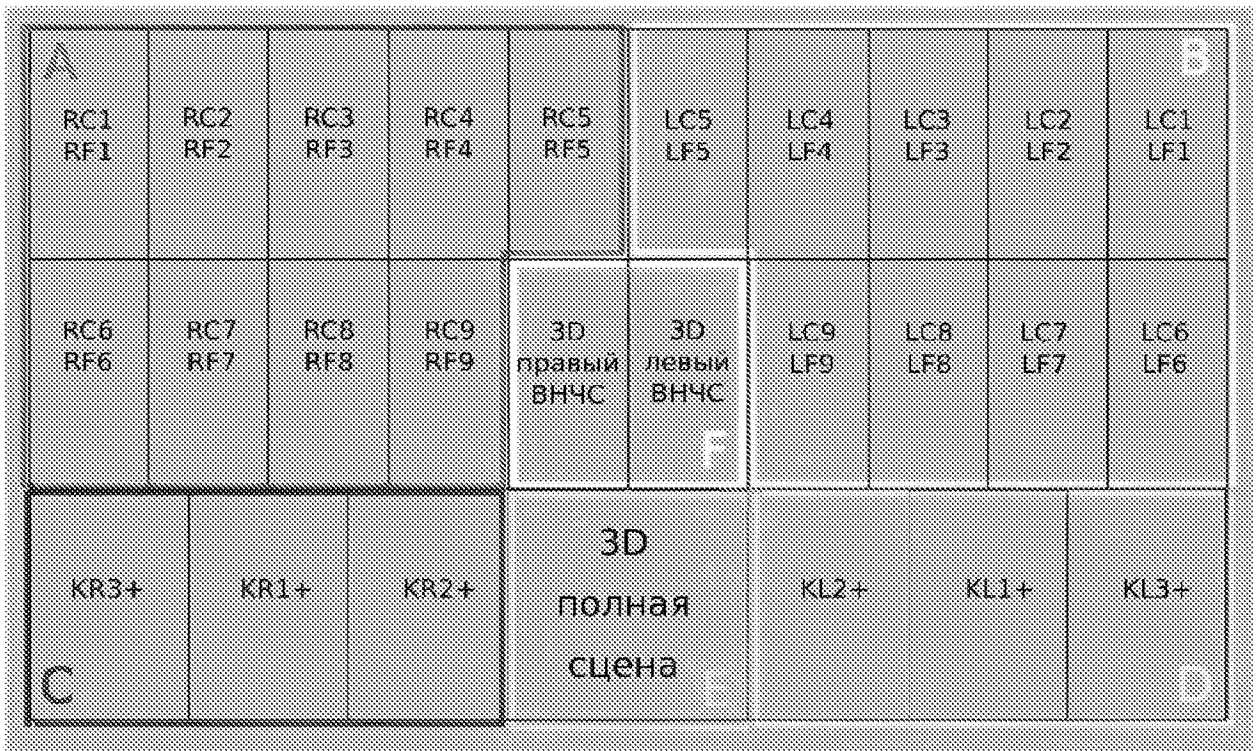 A
B
RC1
RF1
RC2
RF2
RC3
RF3
RC4
RF4
RC5
RF5
LC5
LF5
LC4
LF4
LC3
LF3
LC2
LF2
LC1
LF1
RC6
RF6
RC7
RF7
RC8
RF8
RC9
RF9
3D
правый
ВНЧС
3D
левый
ВНЧС
F
LC9
LF9
LC8
LF8
LC7
LF7
LC6
LF6
KR3+
KR1+
KR2+
C
3D
полная
сцена
E
KL2+
KL1+
KL3+
D